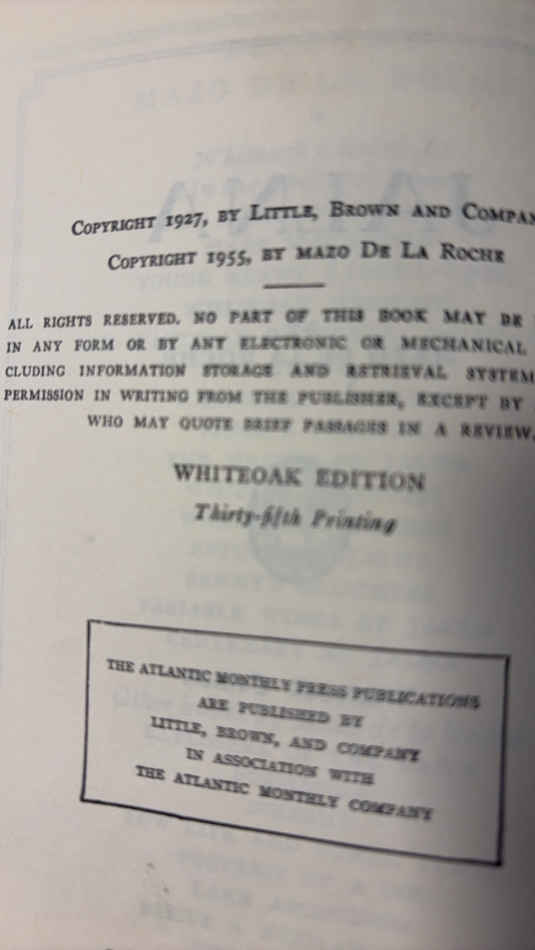 COPYRIGHT 1927, BY LITTLE, BROWN AND COMPAN
COPYRIGHT 1955, BY MAZO DE LA ROCHE
ALL RIGHTS RESERVED. NO PART OF THIS BOOK MAY BE
IN ANY FORM OR BY ANY ELECTRONIC OR MECHANICAL
CLUDING INFORMATION STORAGE AND RETRIEVAL SYSTEM
PERMISSION IN WRITING FROM THE PUBLISHER, EXCEPT BY
WHO MAY QUOTE BRIEF PASSAGES IN A REVIEW.
WHITEOAK EDITION
Thirty-fifth Printing
THE ATLANTIC MONTHLY PRESS PUBLICATIONS
ARE PUBLISHED BY
LITTLE, BROWN, AND COMPANY
IN ASSOCIATION WITH
THE ATLANTIC MONTHLY COMPANY